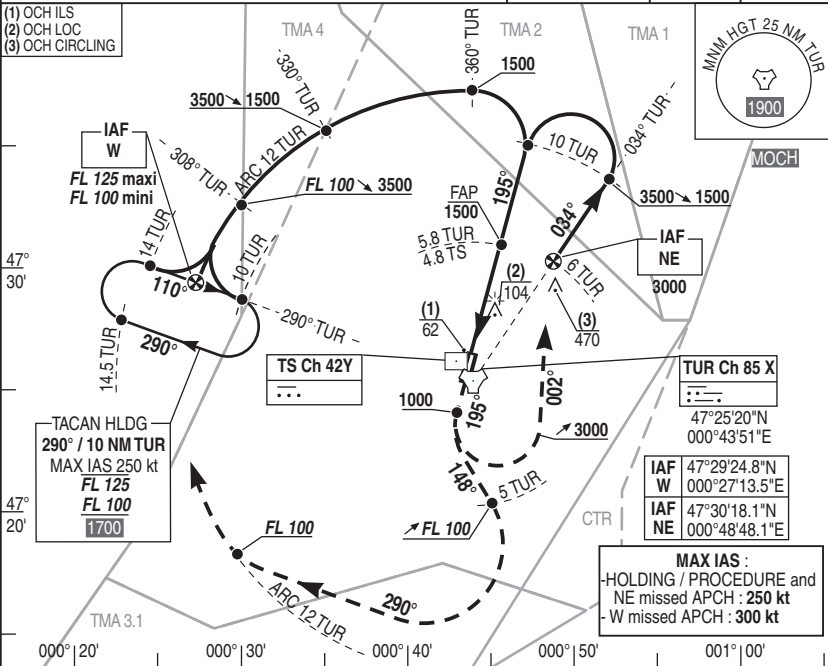 (1) OCH ILS
(2) OCH LOC
(3) OCH CIRCLING
TMA 4
TMA 2
TMA 1
360° TUR
1500
330° TUR
3500 ↘ 1500
MNM HGT 25 NM TUR
1900
MOCH
IAF
W
FL 125 maxi
FL 100 mini
308° TUR
ARC 12 TUR
FL 100 ↘ 3500
10 TUR
034° TUR
3500 ↘ 1500
195°
034°
FAP
1500
5.8 TUR
4.8 TS
IAF
NE
3000
6 TUR
14 TUR
10 TUR
47°
30'
110°
290° TUR
290°
14.5 TUR
(2)
104
(1)
62
(3)
470
TS Ch 42Y
TUR Ch 85 X
47°25'20"N
000°43'51"E
1000
195°
002°
↗ 3000
TACAN HLDG
290° / 10 NM TUR
MAX IAS 250 kt
FL 125
FL 100
1700
148°
5 TUR
IAF
W
47°29'24.8"N
000°27'13.5"E
IAF
NE
47°30'18.1"N
000°48'48.1"E
47°
20'
CTR
FL 100
↗ FL 100
MAX IAS :
-HOLDING / PROCEDURE and
NE missed APCH : 250 kt
- W missed APCH : 300 kt
290°
ARC 12 TUR
TMA 3.1
000°20'
000°30'
000°40'
000°50'
001°00'